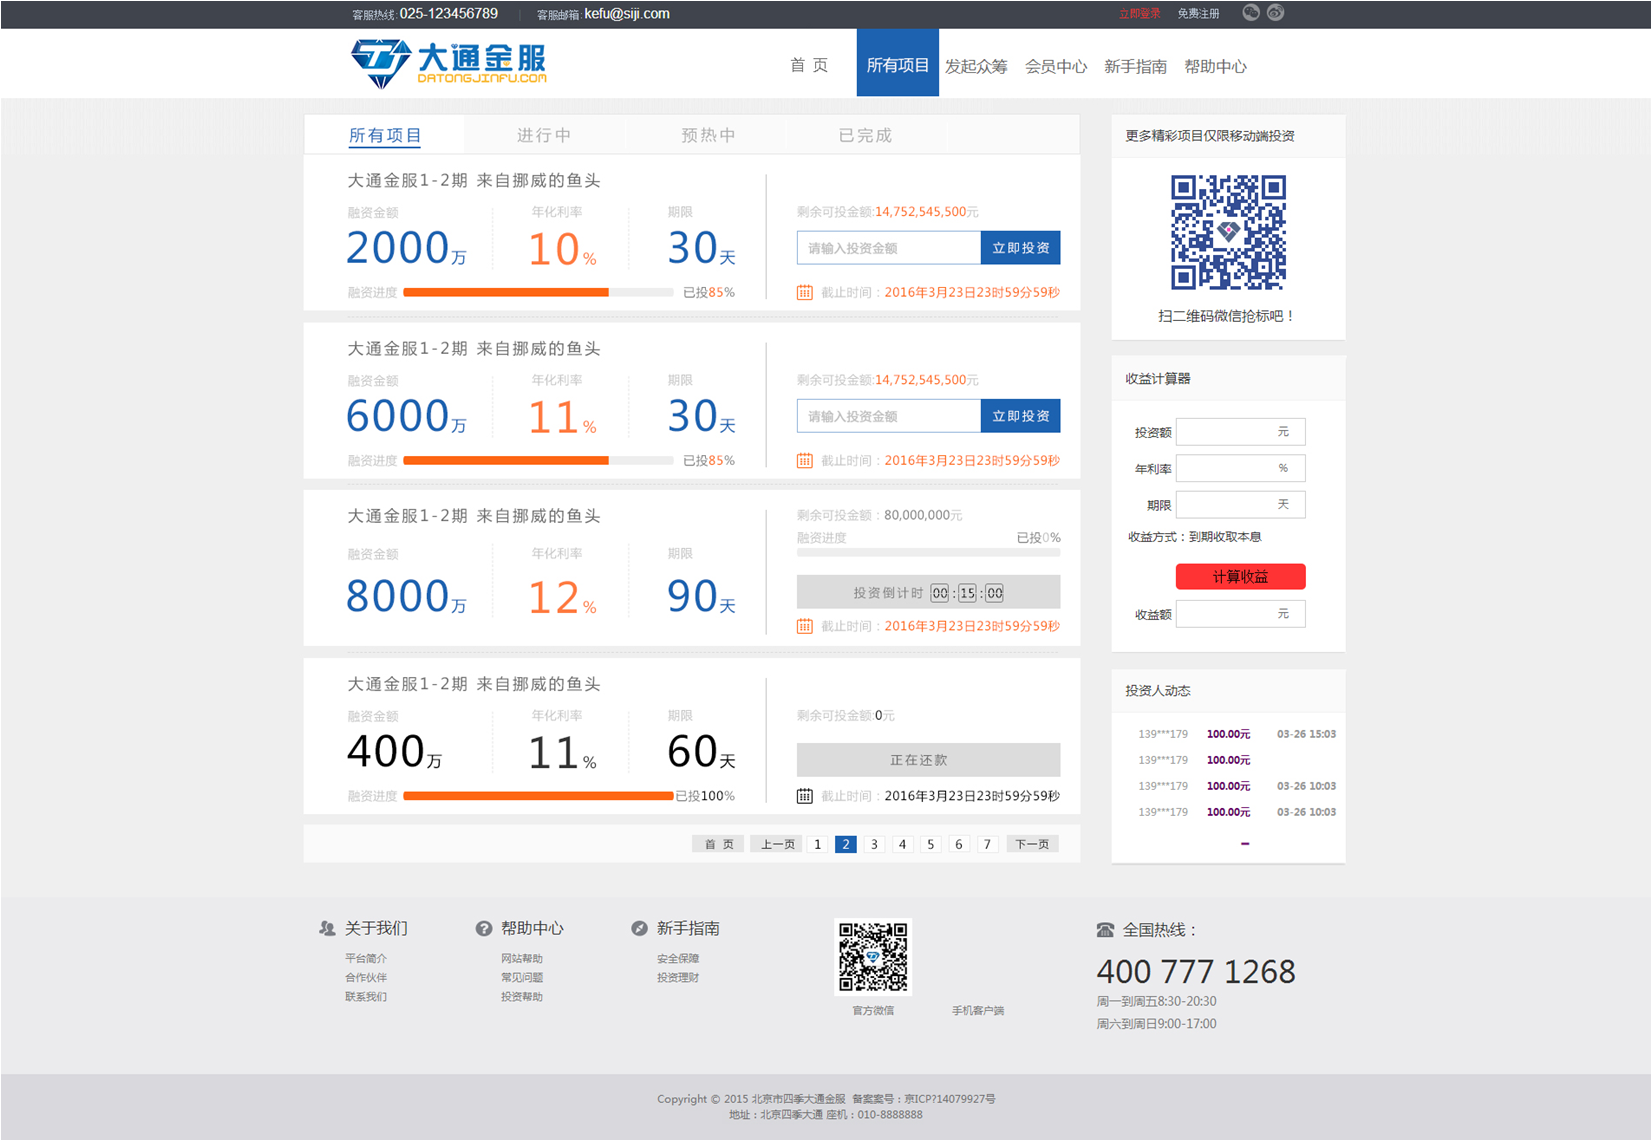 客服热线: 025-123456789 | 客服邮箱: kefu@siji.com 立即登录 免费注册
大通金服
DATONGJINFU.COM
首 页 所有项目 发起众筹 会员中心 新手指南 帮助中心
所有项目 进行中 预热中 已完成
大通金服1-2期 来自挪威的鱼头
融资金额 年化利率 期限
2000万 10% 30天
融资进度 已投85%
剩余可投金额:14,752,545,500元
请输入投资金额 立即投资
截止时间：2016年3月23日23时59分59秒
大通金服1-2期 来自挪威的鱼头
融资金额 年化利率 期限
6000万 11% 30天
融资进度 已投85%
剩余可投金额:14,752,545,500元
请输入投资金额 立即投资
截止时间：2016年3月23日23时59分59秒
大通金服1-2期 来自挪威的鱼头
融资金额 年化利率 期限
8000万 12% 90天
剩余可投金额：80,000,000元
融资进度 已投0%
投资倒计时 00:15:00
截止时间：2016年3月23日23时59分59秒
大通金服1-2期 来自挪威的鱼头
融资金额 年化利率 期限
400万 11% 60天
融资进度 已投100%
剩余可投金额:0元
正在还款
截止时间：2016年3月23日23时59分59秒
首 页 上一页 1 2 3 4 5 6 7 下一页
更多精彩项目仅限移动端投资
扫二维码微信抢标吧！
收益计算器
投资额 元
年利率 %
期限 天
收益方式：到期收取本息
计算收益
收益额 元
投资人动态
139***179 100.00元 03-26 15:03
139***179 100.00元
139***179 100.00元 03-26 10:03
139***179 100.00元 03-26 10:03
关于我们
平台简介
合作伙伴
联系我们
帮助中心
网站帮助
常见问题
投资帮助
新手指南
安全保障
投资理财
官方微信 手机客户端
全国热线：
400 777 1268
周一到周五8:30-20:30
周六到周日9:00-17:00
Copyright © 2015 北京市四季大通金服 备案案号：京ICP?14079927号
地址：北京四季大通 座机：010-8888888